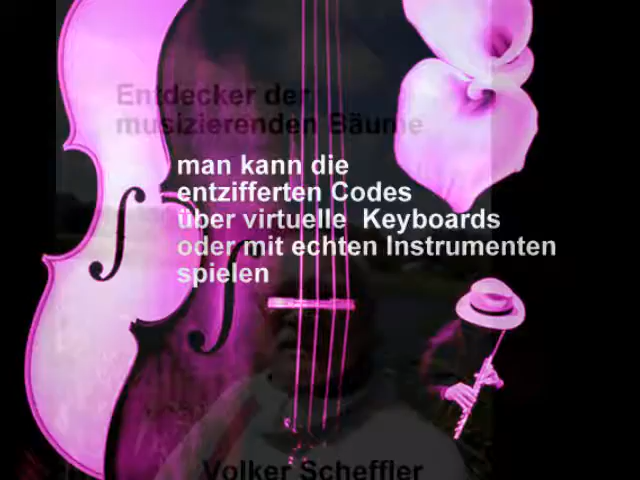 Entdecker der
musizierenden Bäume
man kann die
entzifferten Codes
über virtuelle Keyboards
oder mit echten Instrumenten
spielen
Volker Scheffler